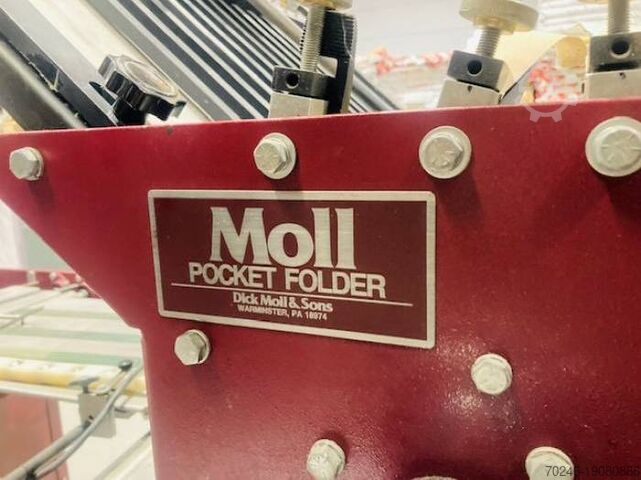 Moll
POCKET FOLDER
Dick Moll & Sons
WARMINSTER, PA 18974